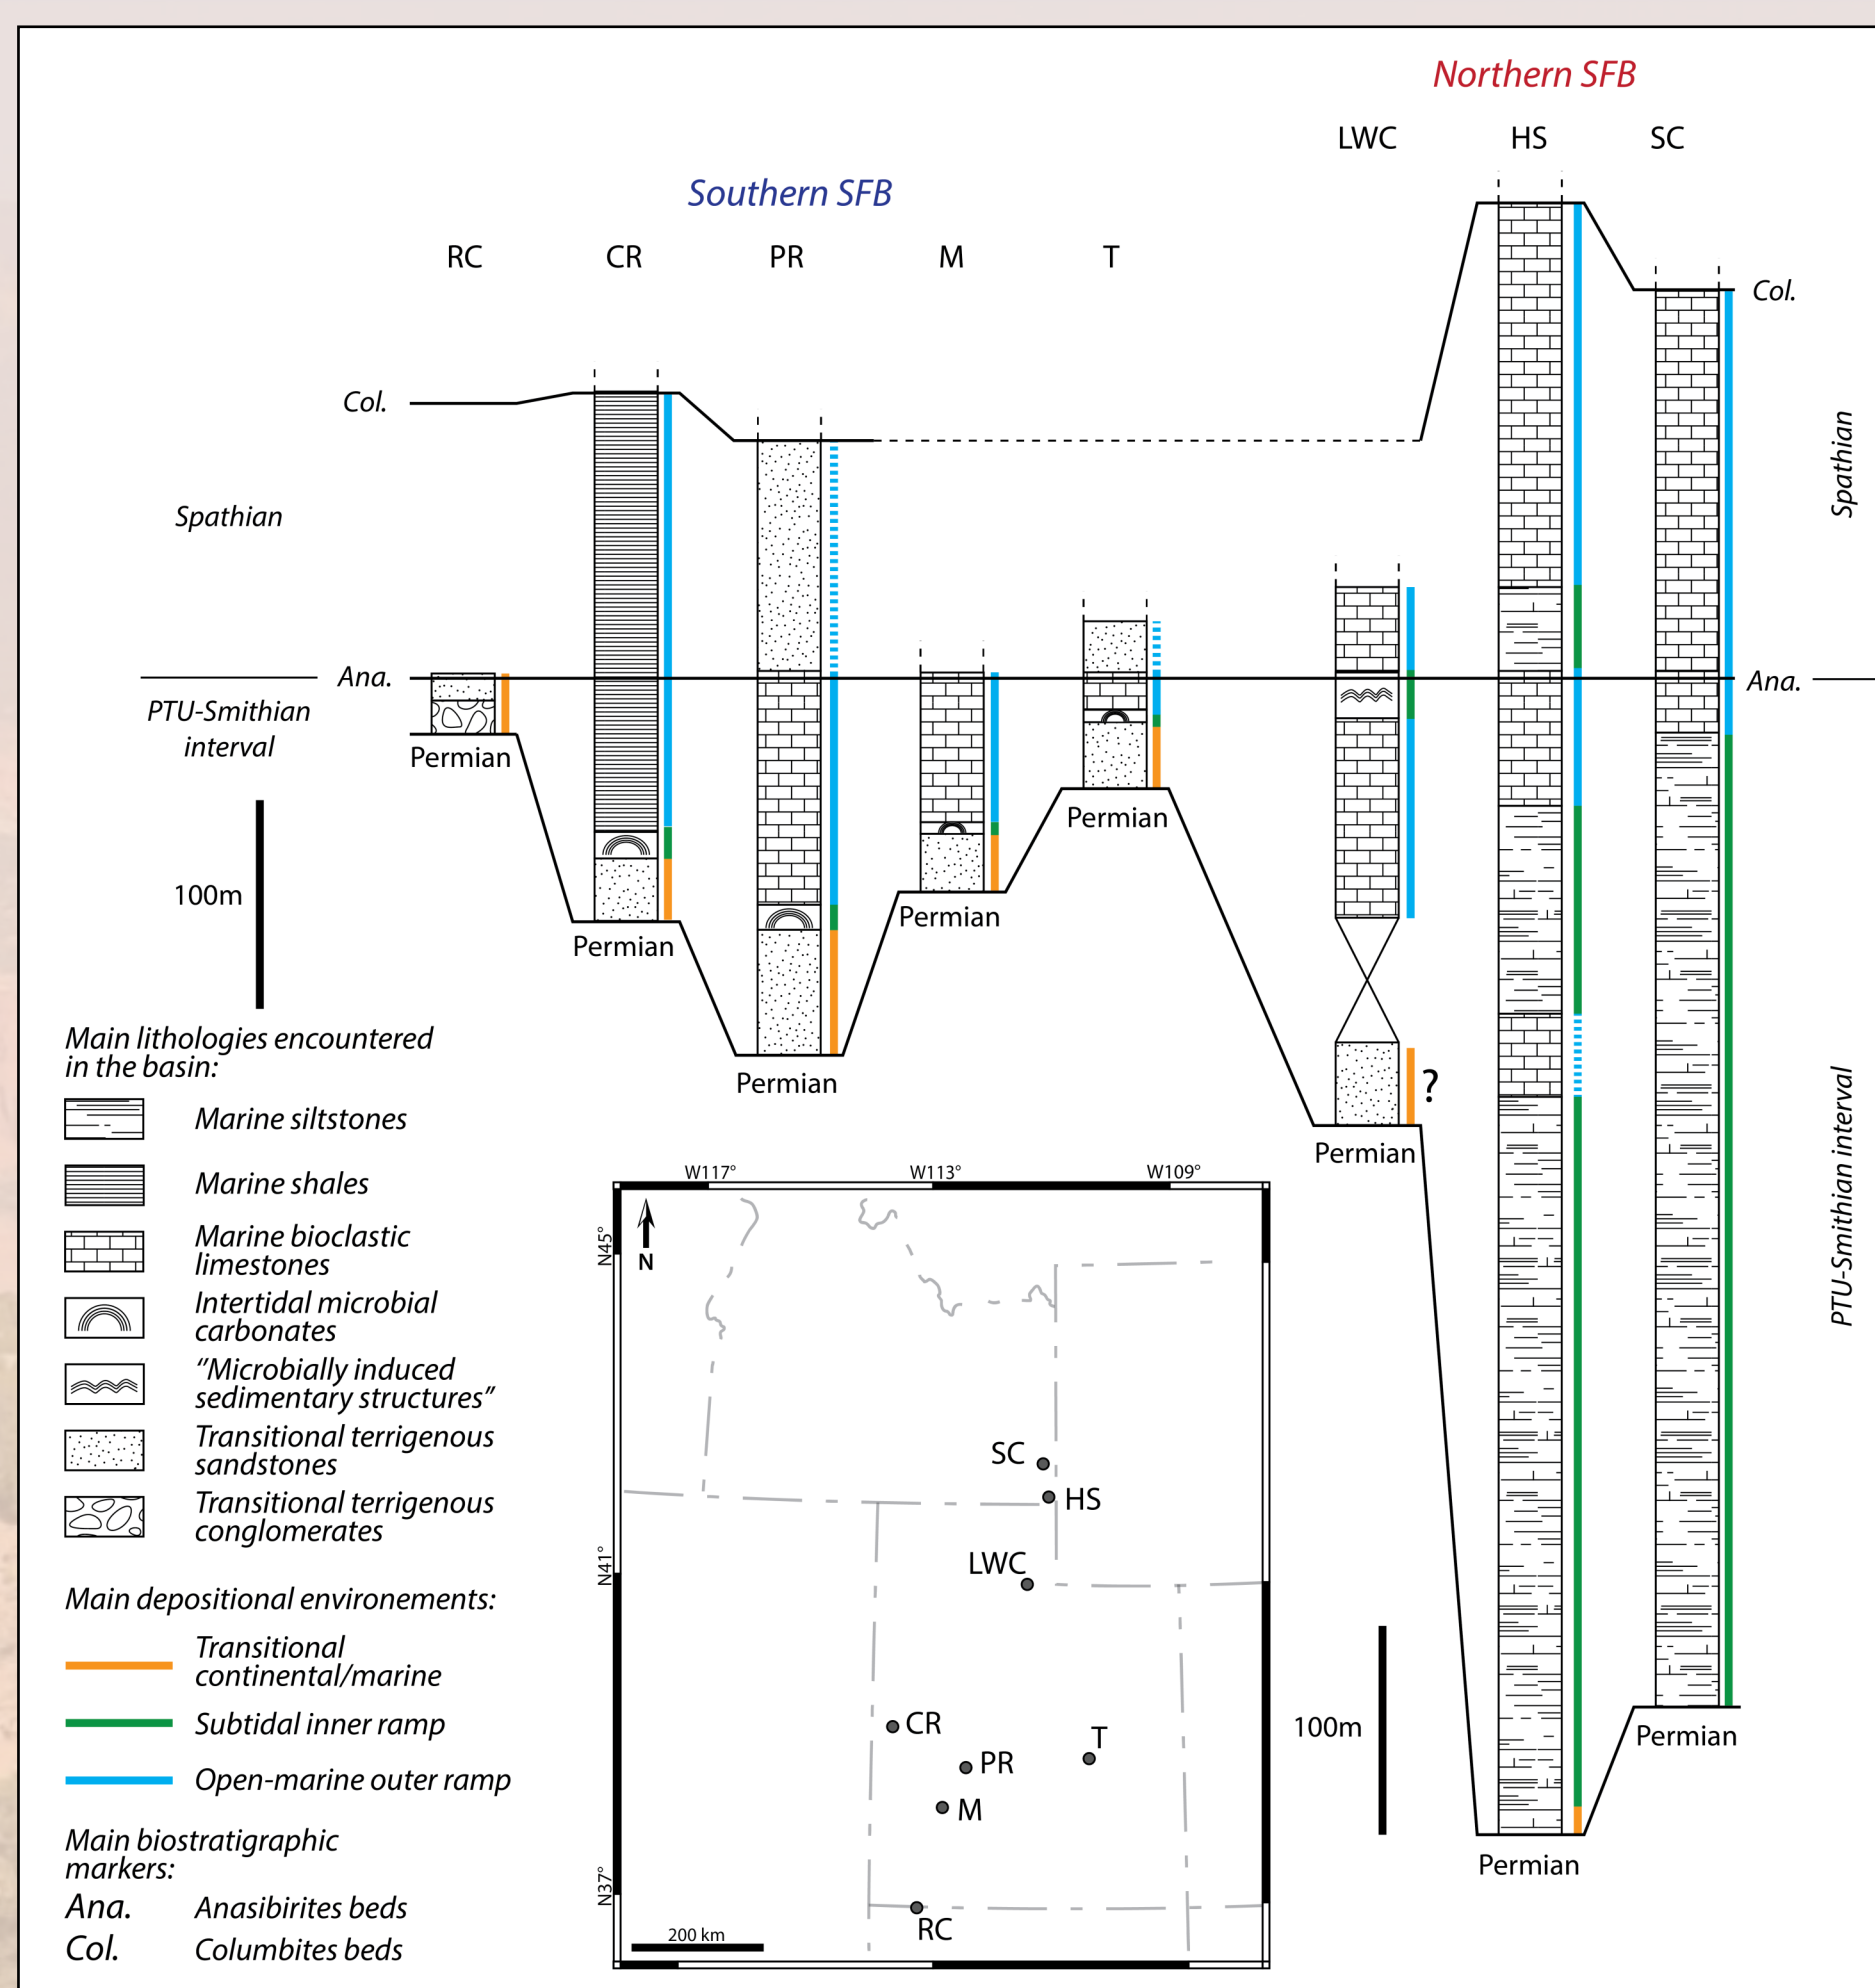 Northern SFB
LWC HS SC
Southern SFB
RC CR PR M T
Col.
Col.
Spathian
Spathian
Ana.
Ana.
PTU-Smithian
interval
PTU-Smithian interval
Permian
Permian
Permian
Permian
Permian
Permian
Permian
Permian
?
100m
100m
Main lithologies encountered
in the basin:
Marine siltstones
Marine shales
Marine bioclastic
limestones
Intertidal microbial
carbonates
“Microbially induced
sedimentary structures”
Transitional terrigenous
sandstones
Transitional terrigenous
conglomerates
Main depositional environements:
Transitional
continental/marine
Subtidal inner ramp
Open-marine outer ramp
Main biostratigraphic
markers:
Ana. Anasibirites beds
Col. Columbites beds
W117° W113° W109°
N45°
N41°
N37°
N
SC
HS
LWC
CR
PR
T
M
RC
200 km